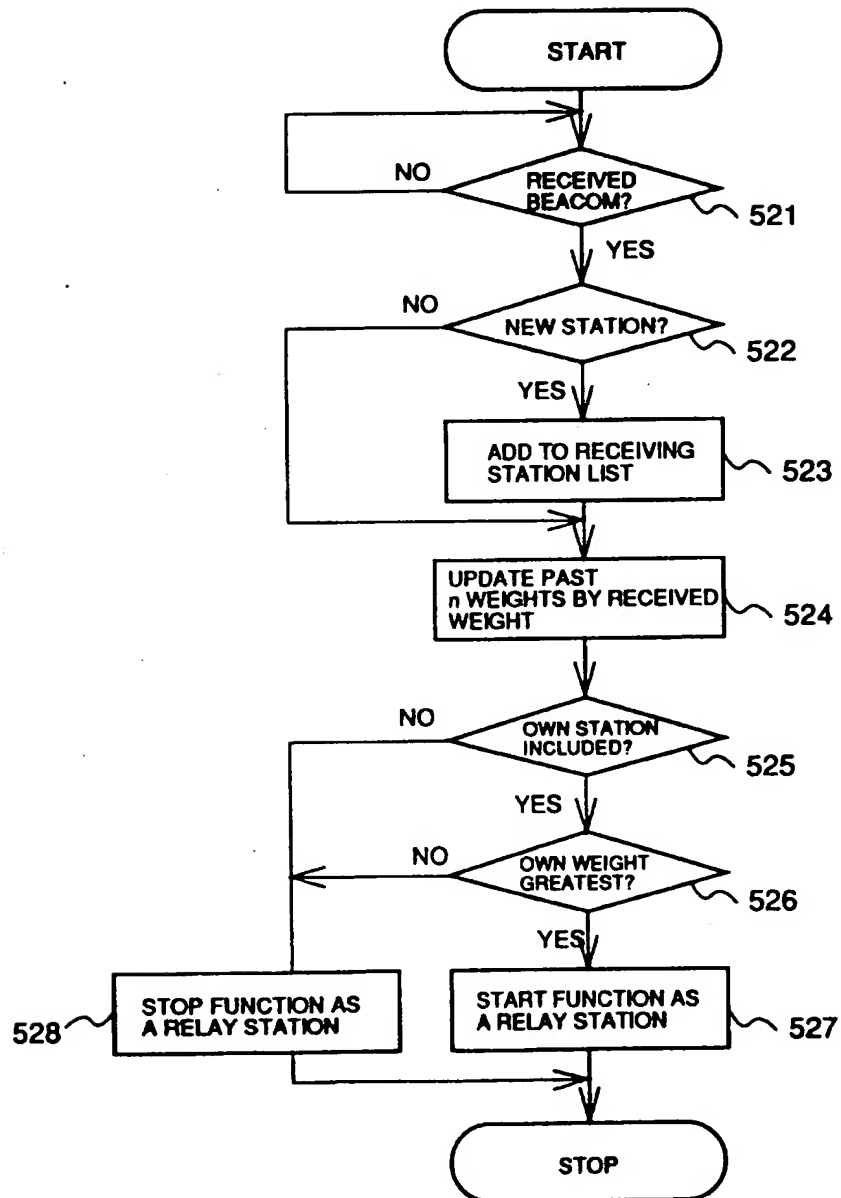 START
NO
RECEIVED
BEACOM?
521
YES
NO
NEW STATION?
522
YES
ADD TO RECEIVING
STATION LIST
523
UPDATE PAST
n WEIGHTS BY RECEIVED
WEIGHT
524
NO
OWN STATION
INCLUDED?
525
YES
NO
OWN WEIGHT
GREATEST?
526
YES
STOP FUNCTION AS
A RELAY STATION
528
START FUNCTION AS
A RELAY STATION
527
STOP